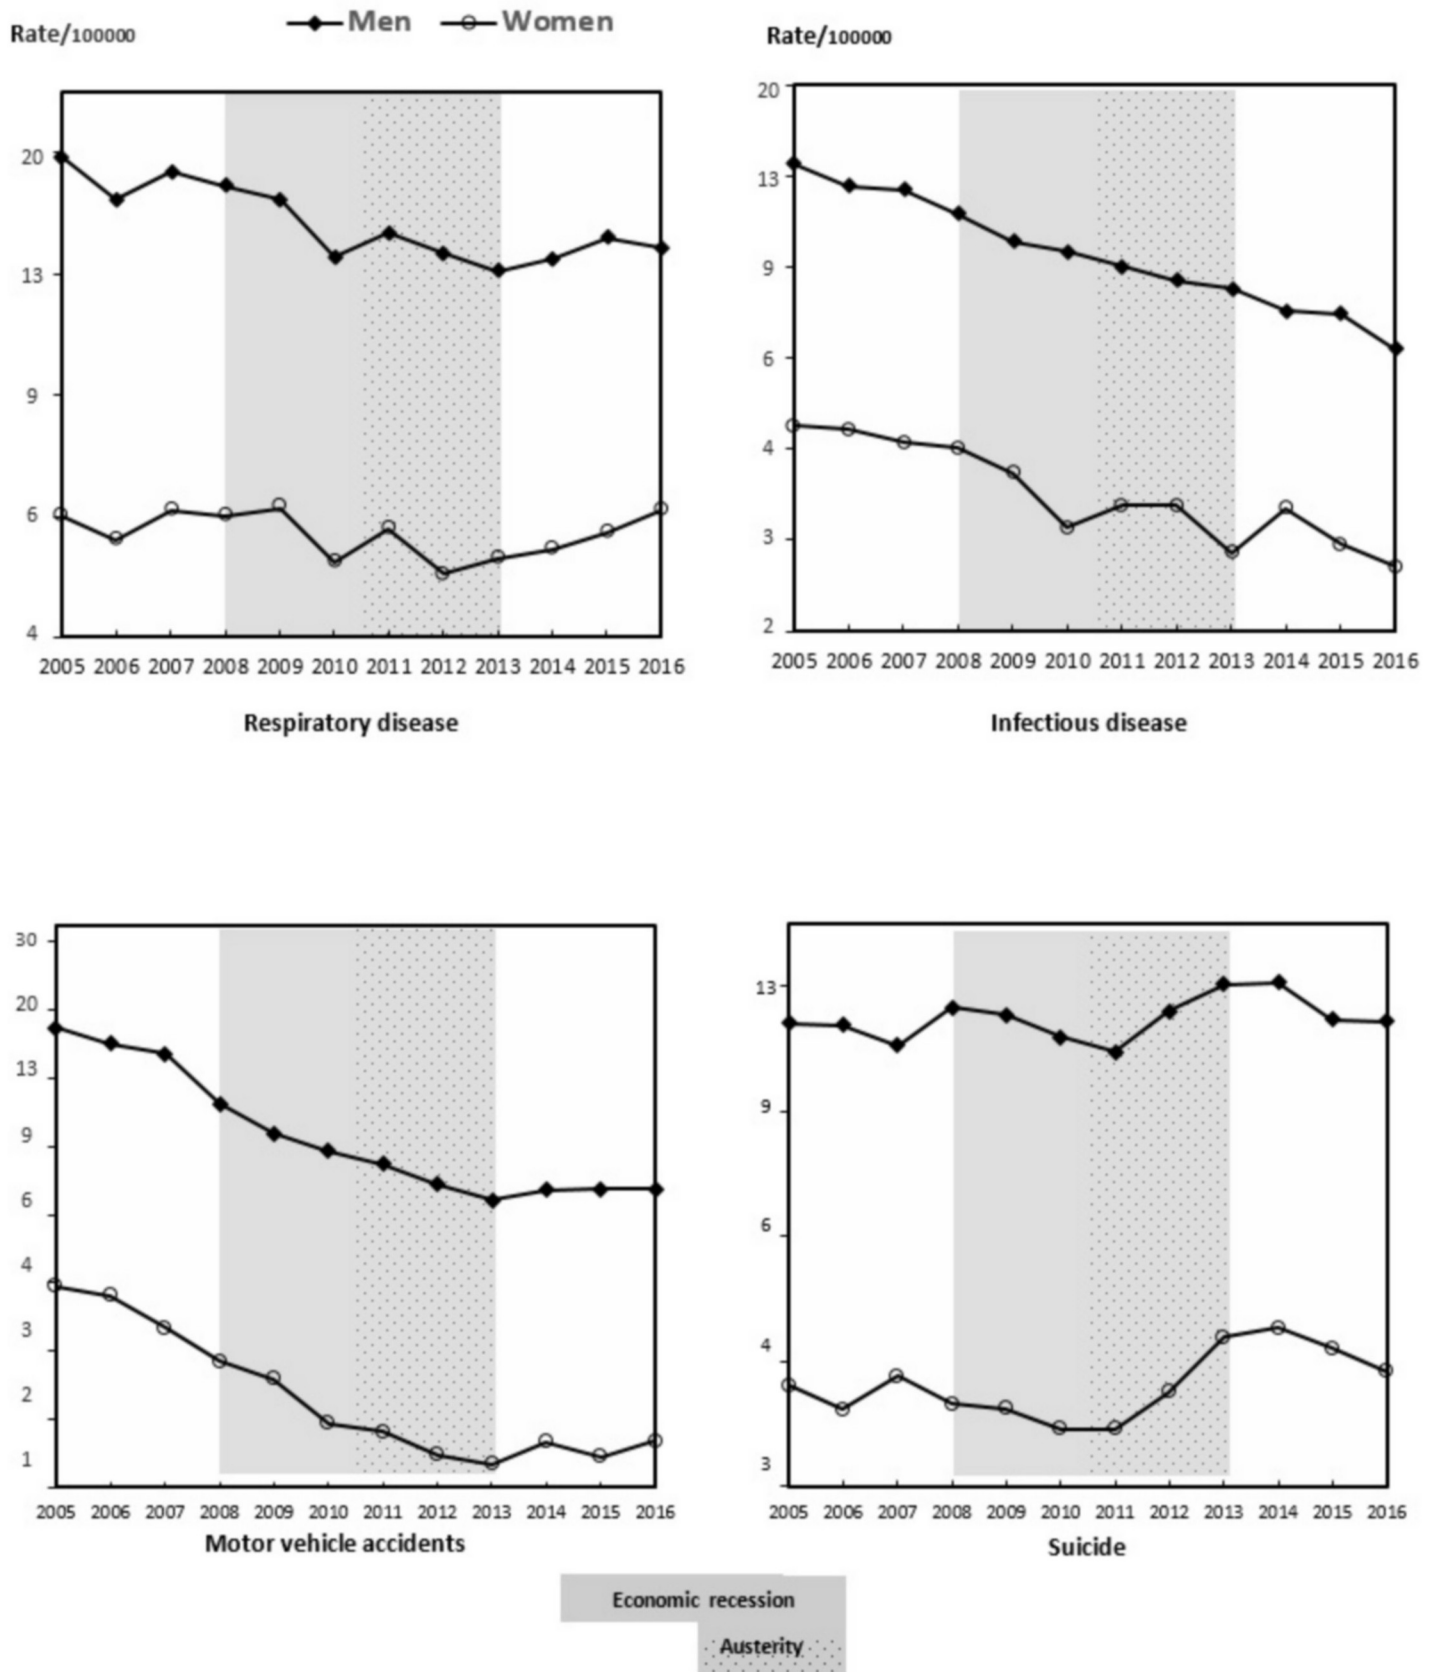 Men Women
Rate/100000
Rate/100000
20
13
9
6
4
2005 2006 2007 2008 2009 2010 2011 2012 2013 2014 2015 2016
Respiratory disease
20
13
9
6
4
3
2
2005 2006 2007 2008 2009 2010 2011 2012 2013 2014 2015 2016
Infectious disease
30
20
13
9
6
4
3
2
1
2005 2006 2007 2008 2009 2010 2011 2012 2013 2014 2015 2016
Motor vehicle accidents
13
9
6
4
3
2005 2006 2007 2008 2009 2010 2011 2012 2013 2014 2015 2016
Suicide
Economic recession
Austerity